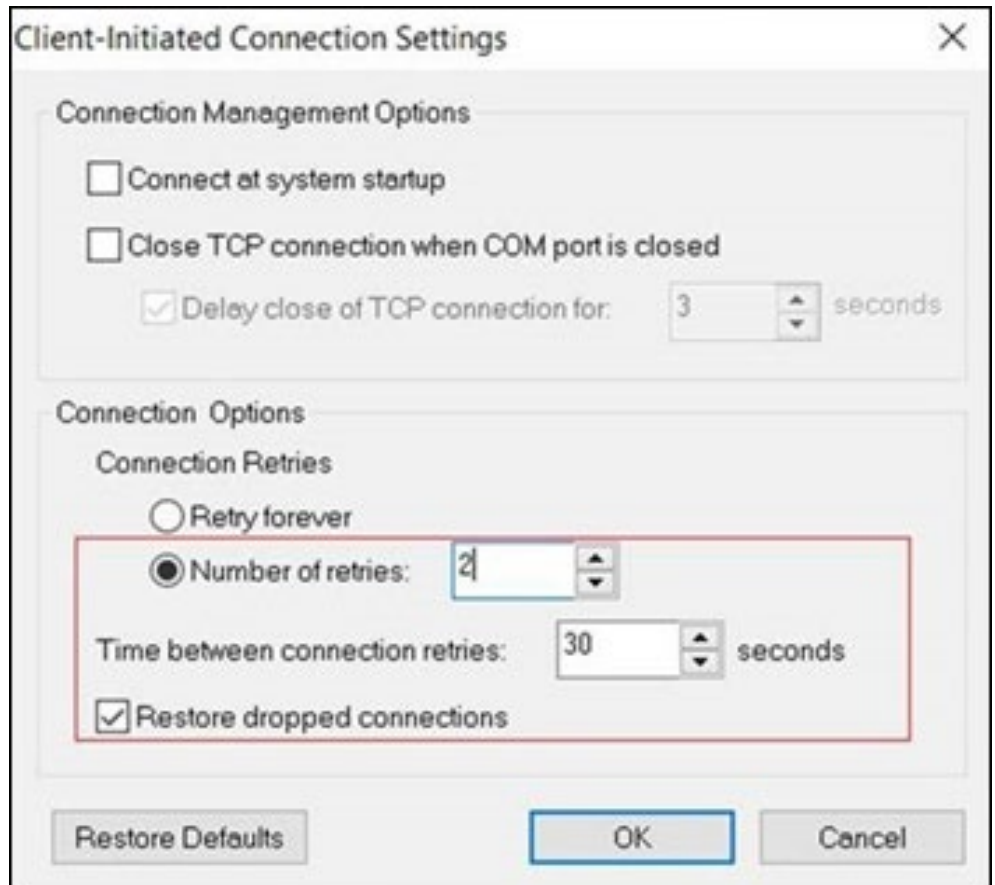 Client-Initiated Connection Settings
Connection Management Options
Connect at system startup
Close TCP connection when COM port is closed
Delay close of TCP connection for: 3 seconds
Connection Options
Connection Retries
Retry forever
Number of retries: 2
Time between connection retries: 30 seconds
Restore dropped connections
Restore Defaults OK Cancel